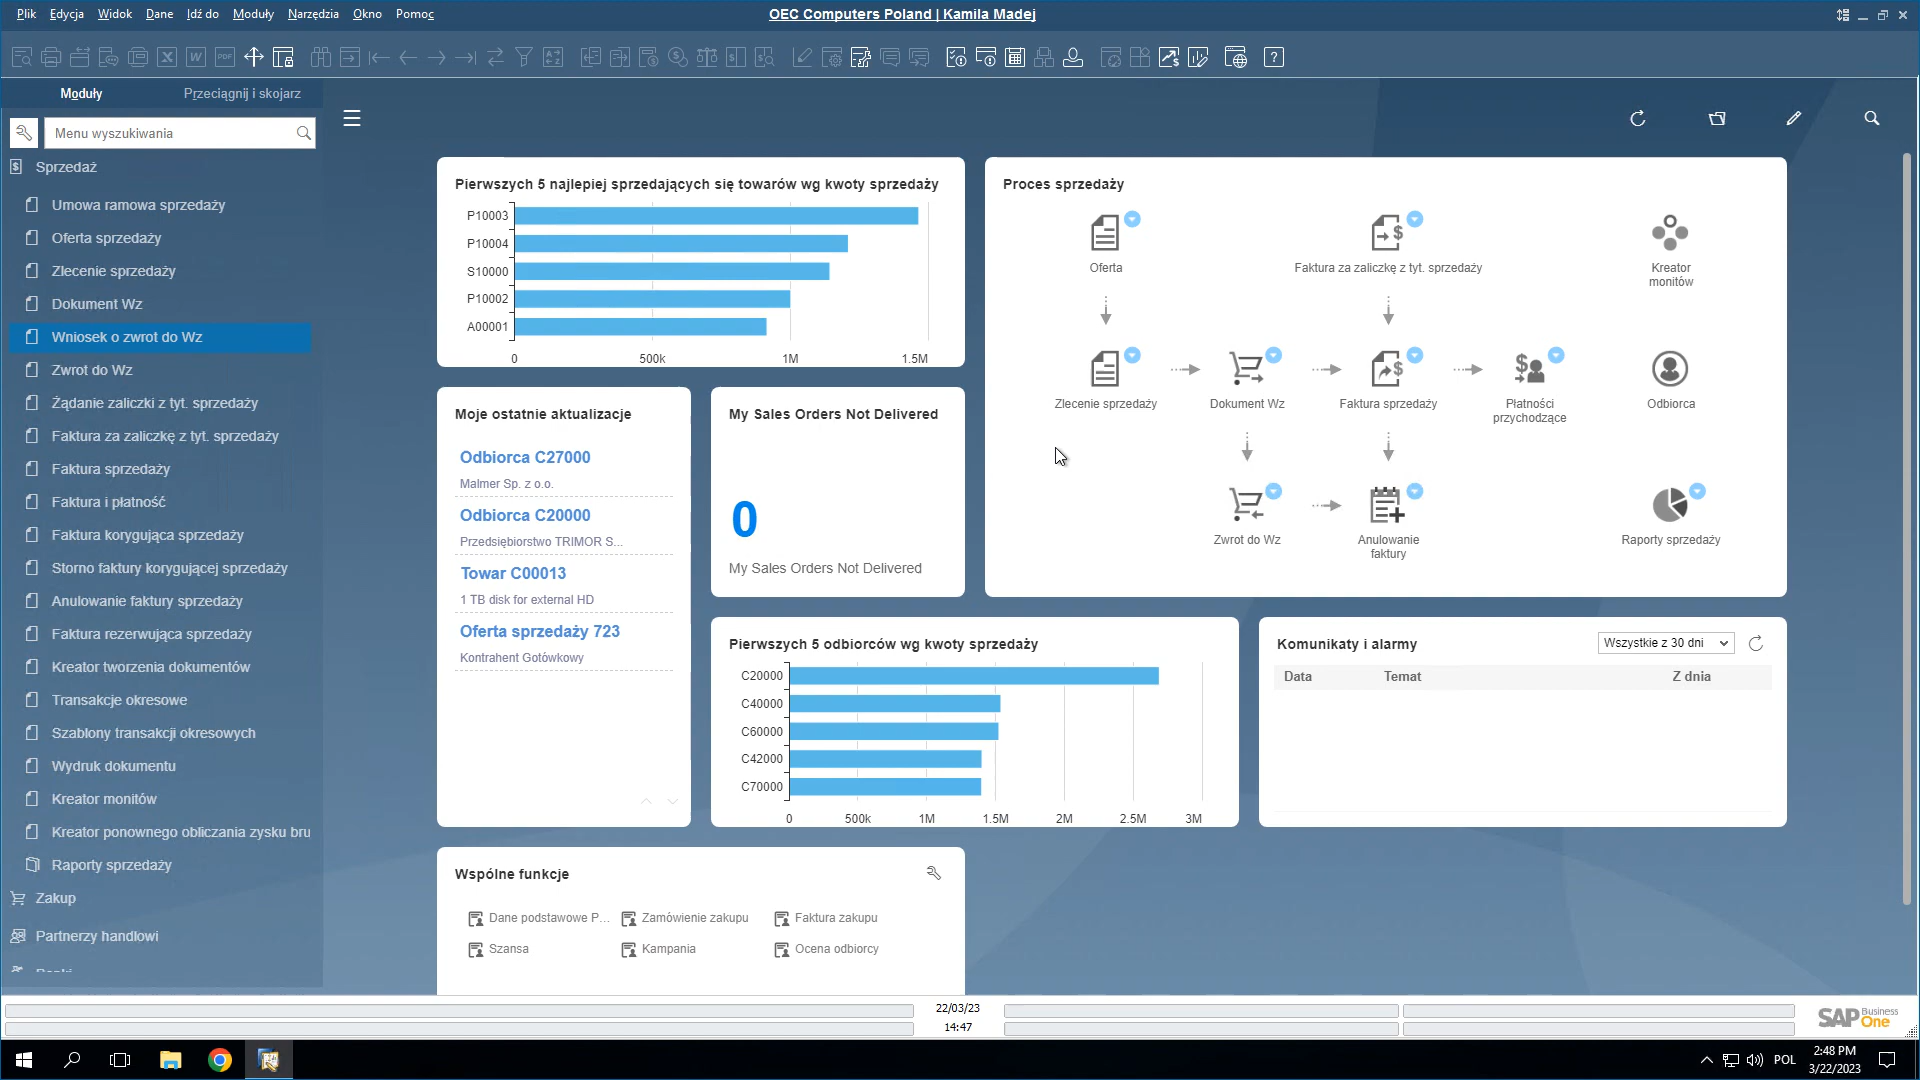 Plik Edycja Widok Dane Idź do Moduły Narzędzia Okno Pomoc
OEC Computers Poland | Kamila Madej
Moduły Przeciągnij i skojarz
Menu wyszukiwania
Sprzedaż
Umowa ramowa sprzedaży
Oferta sprzedaży
Zlecenie sprzedaży
Dokument Wz
Wniosek o zwrot do Wz
Zwrot do Wz
Żądanie zaliczki z tyt. sprzedaży
Faktura za zaliczkę z tyt. sprzedaży
Faktura sprzedaży
Faktura i płatność
Faktura korygująca sprzedaży
Storno faktury korygującej sprzedaży
Anulowanie faktury sprzedaży
Faktura rezerwująca sprzedaży
Kreator tworzenia dokumentów
Transakcje okresowe
Szablony transakcji okresowych
Wydruk dokumentu
Kreator monitów
Kreator ponownego obliczania zysku bru
Raporty sprzedaży
Zakup
Partnerzy handlowi
Pierwszych 5 najlepiej sprzedających się towarów wg kwoty sprzedaży
P10003
P10004
S10000
P10002
A00001
0 500k 1M 1.5M
Proces sprzedaży
Oferta
Faktura za zaliczkę z tyt. sprzedaży
Kreator
monitów
Zlecenie sprzedaży
Dokument Wz
Faktura sprzedaży
Płatności
przychodzące
Odbiorca
Zwrot do Wz
Anulowanie
faktury
Raporty sprzedaży
Moje ostatnie aktualizacje
Odbiorca C27000
Malmer Sp. z o.o.
Odbiorca C20000
Przedsiębiorstwo TRIMOR S...
Towar C00013
1 TB disk for external HD
Oferta sprzedaży 723
Kontrahent Gotówkowy
My Sales Orders Not Delivered
0
My Sales Orders Not Delivered
Pierwszych 5 odbiorców wg kwoty sprzedaży
C20000
C40000
C60000
C42000
C70000
0 500k 1M 1.5M 2M 2.5M 3M
Komunikaty i alarmy
Wszystkie z 30 dni
Data Temat Z dnia
Wspólne funkcje
Dane podstawowe P... Zamówienie zakupu Faktura zakupu
Szansa Kampania Ocena odbiorcy
22/03/23
14:47
SAP Business One
POL
2:48 PM
3/22/2023